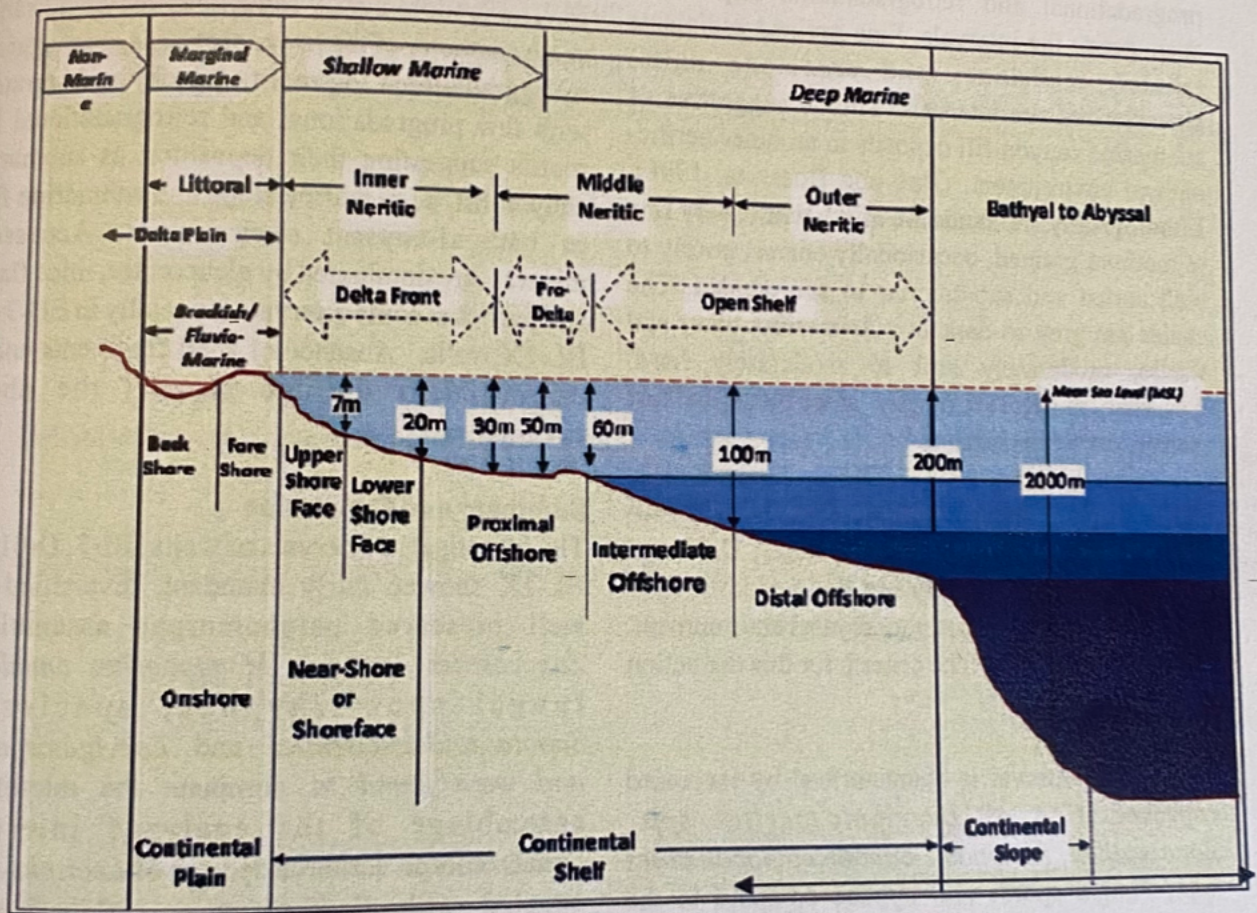 Non-
Marin
e
Marginal
Marine
Shallow Marine
Deep Marine
Littoral
Inner
Neritic
Middle
Neritic
Outer
Neritic
Bathyal to Abyssal
Delta Plain
Delta Front
Pro-
Delta
Open Shelf
Brackish/
Fluvio-
Marine
Mean Sea Level (MSL)
7m
20m
30m
50m
60m
100m
200m
2000m
Back
Shore
Fore
Shore
Upper
Shore
Face
Lower
Shore
Face
Proximal
Offshore
Intermediate
Offshore
Distal Offshore
Onshore
Near-Shore
or
Shoreface
Continental
Plain
Continental
Shelf
Continental
Slope